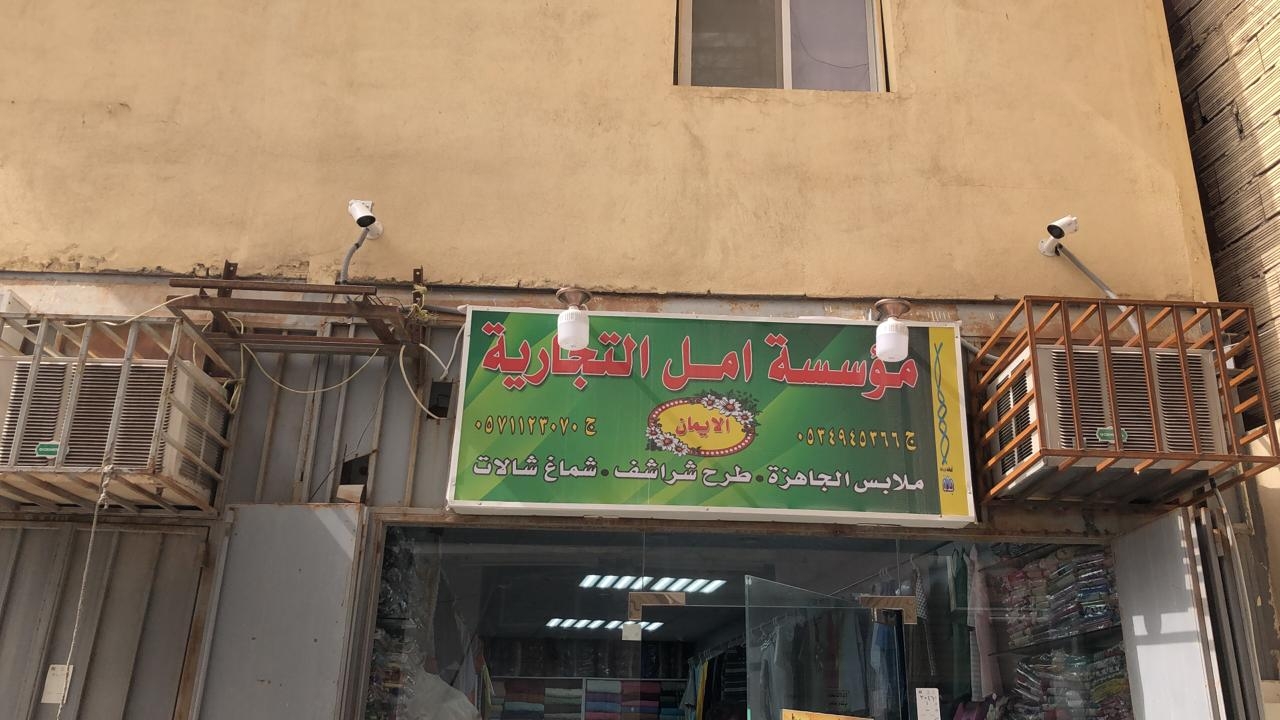 مؤسسة امل التجارية
الايمان
ج ٠٥٣٤٩٤٥٣٦٦
ج ٠٥٧١١٢٣٠٧٠
ملابس الجاهزة • طرح شراشف • شماغ شالات